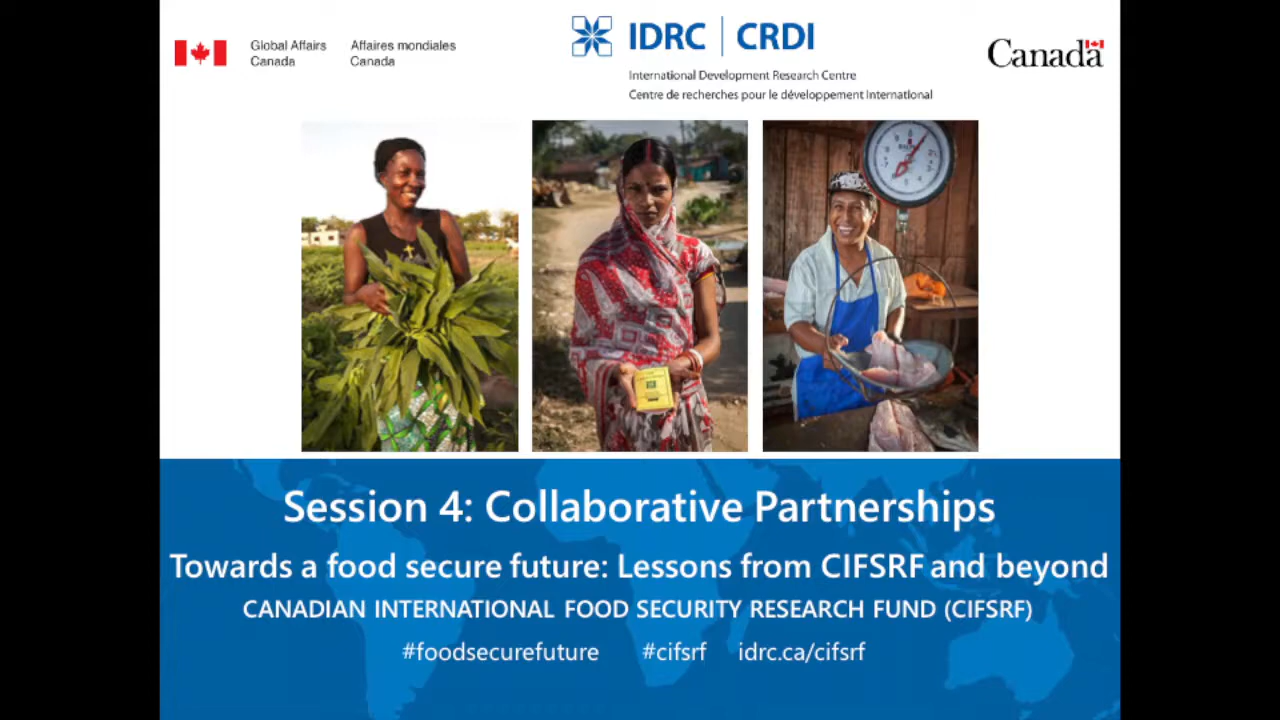 Global Affairs Canada
Affaires mondiales Canada
IDRC | CRDI
International Development Research Centre
Centre de recherches pour le développement International
Canada
Session 4: Collaborative Partnerships
Towards a food secure future: Lessons from CIFSRF and beyond
CANADIAN INTERNATIONAL FOOD SECURITY RESEARCH FUND (CIFSRF)
#foodsecurefuture #cifsrf idrc.ca/cifsrf